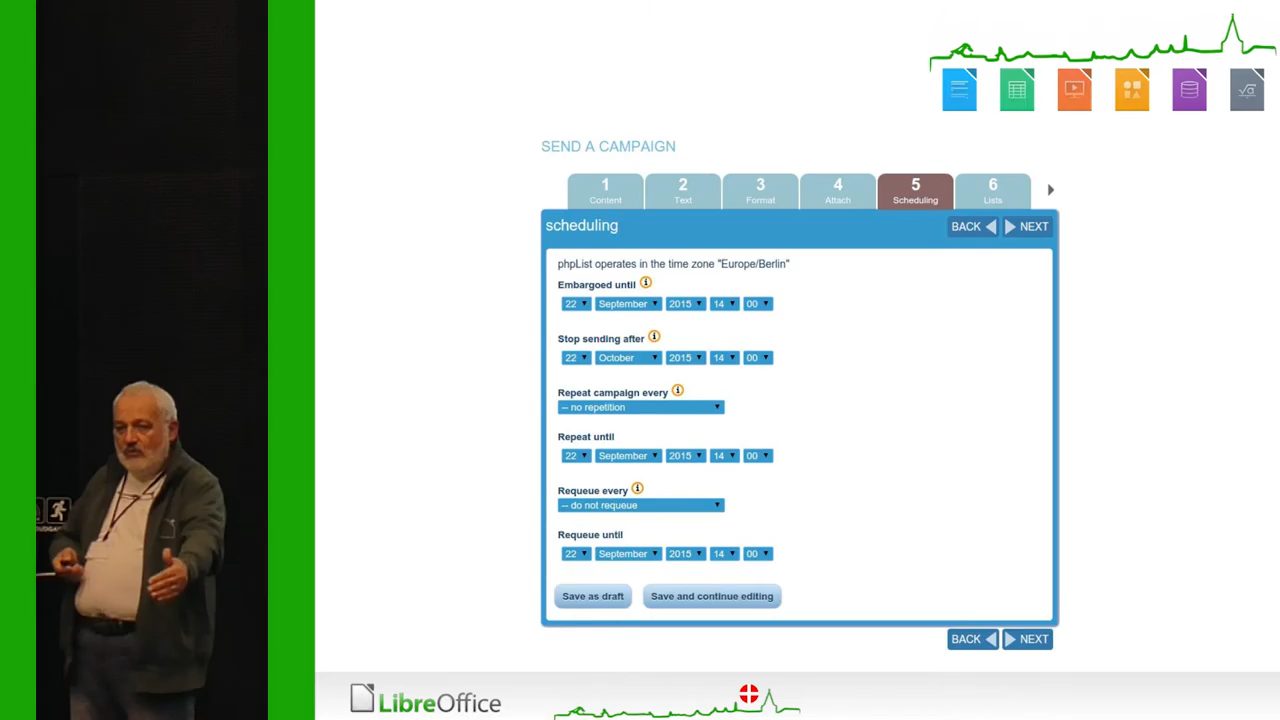 SEND A CAMPAIGN
1 2 3 4 5 6
Content Text Format Attach Scheduling Lists
scheduling
BACK NEXT
phpList operates in the time zone "Europe/Berlin"
Embargoed until
22 September 2015 14 00
Stop sending after
22 October 2015 14 00
Repeat campaign every
-- no repetition
Repeat until
22 September 2015 14 00
Requeue every
-- do not requeue
Requeue until
22 September 2015 14 00
Save as draft Save and continue editing
BACK NEXT
LibreOffice